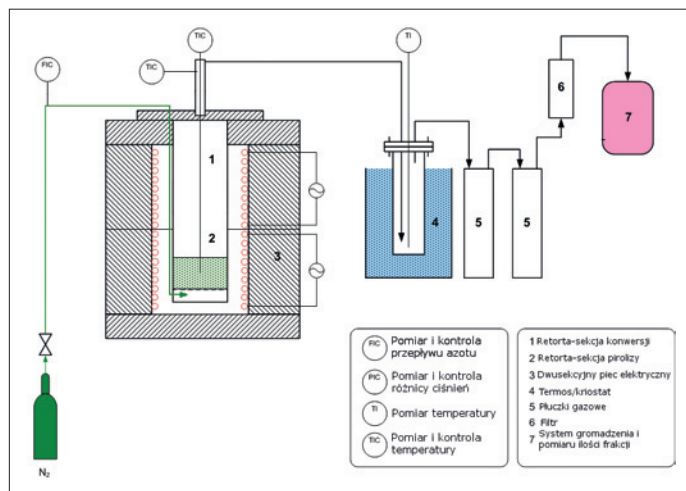 TIC
TI
FIC
TIC
6
7
1
5
5
4
2
3
N₂
FIC Pomiar i kontrola
przepływu azotu
PIC Pomiar i kontrola
różnicy ciśnień
TI Pomiar temperatury
TIC Pomiar i kontrola
temperatury
1 Retorta-sekcja konwersji
2 Retorta-sekcja pirolizy
3 Dwusekcyjny piec elektryczny
4 Termos/kriostat
5 Płuczki gazowe
6 Filtr
7 System gromadzenia i
pomiaru ilości frakcji